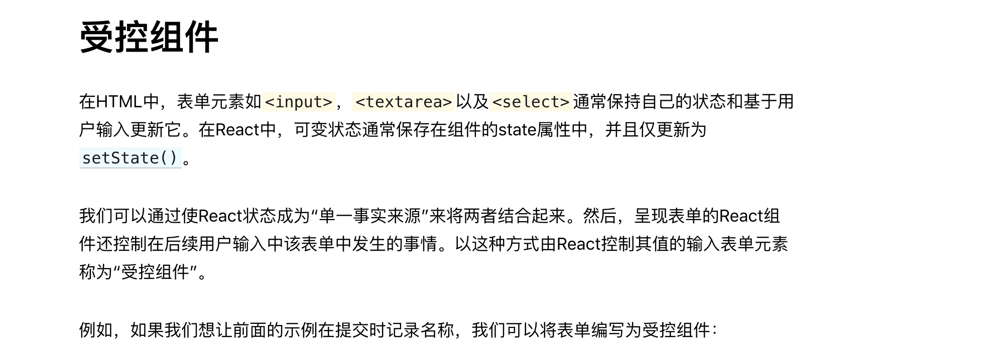 受控组件
在HTML中，表单元素如<input>，<textarea>以及<select>通常保持自己的状态和基于用
户输入更新它。在React中，可变状态通常保存在组件的state属性中，并且仅更新为
setState()。
我们可以通过使React状态成为“单一事实来源”来将两者结合起来。然后，呈现表单的React组
件还控制在后续用户输入中该表单中发生的事情。以这种方式由React控制其值的输入表单元素
称为“受控组件”。
例如，如果我们想让前面的示例在提交时记录名称，我们可以将表单编写为受控组件：